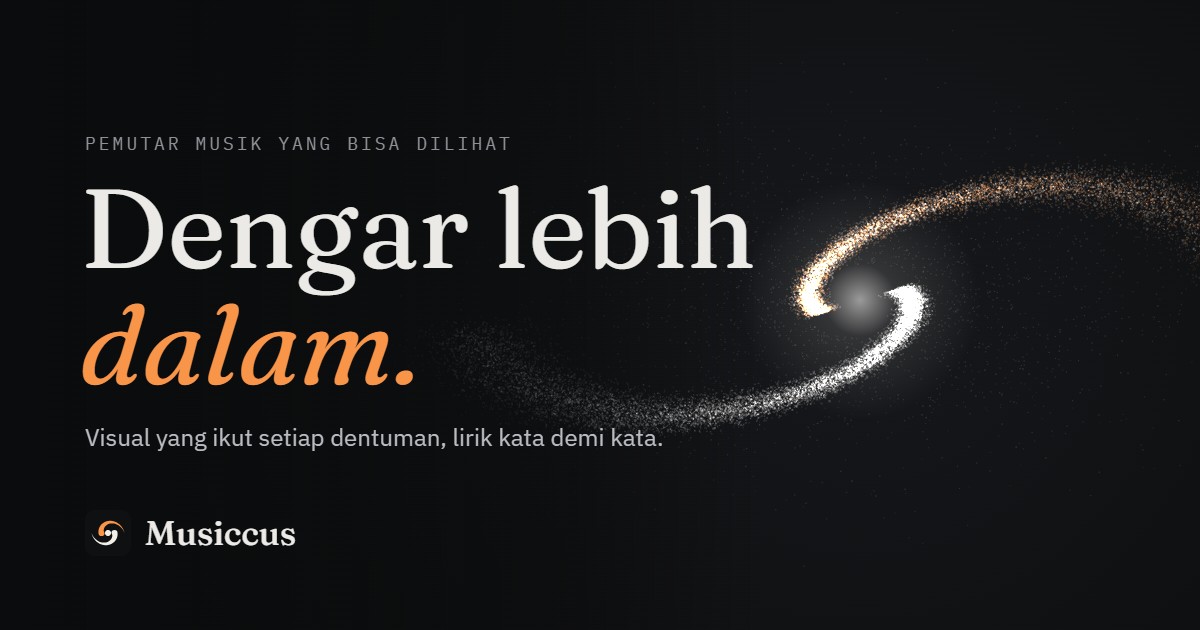 PEMUTAR MUSIK YANG BISA DILIHAT
Dengar lebih
dalam.
Visual yang ikut setiap dentuman, lirik kata demi kata.
Musiccus